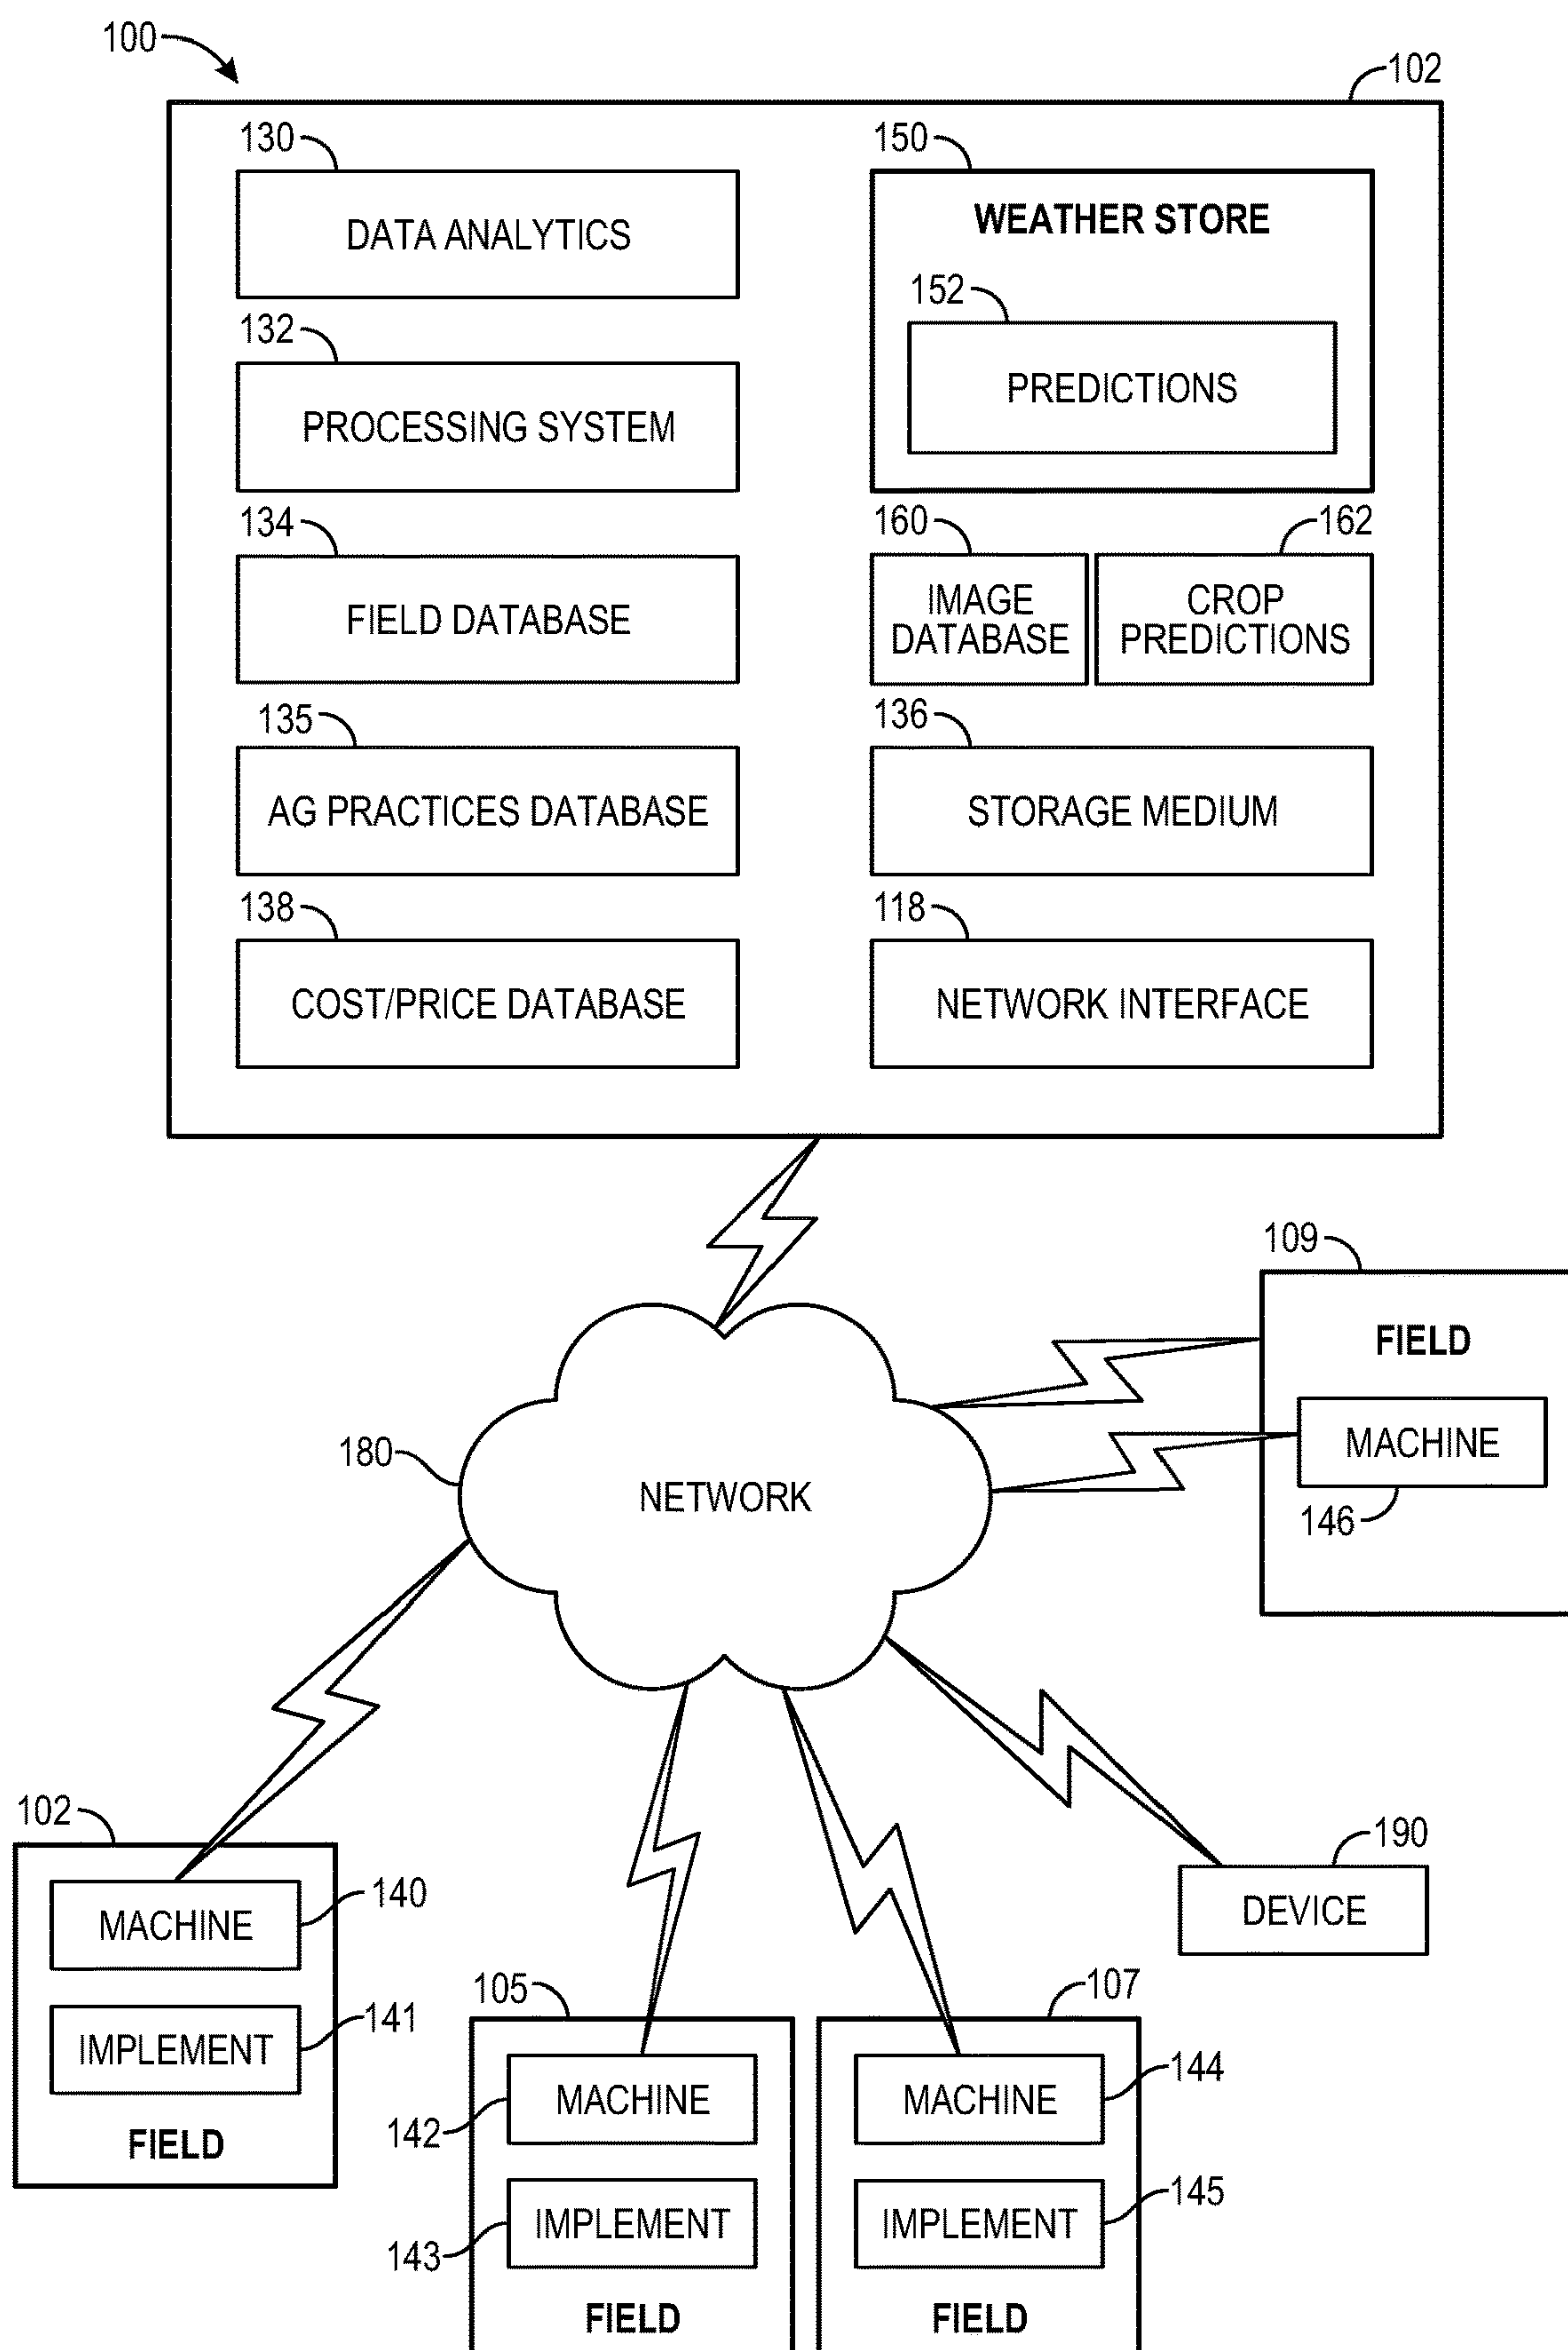 100
102
130
DATA ANALYTICS
132
PROCESSING SYSTEM
134
FIELD DATABASE
135
AG PRACTICES DATABASE
138
COST/PRICE DATABASE
150
WEATHER STORE
152
PREDICTIONS
160
IMAGE
DATABASE
162
CROP
PREDICTIONS
136
STORAGE MEDIUM
118
NETWORK INTERFACE
109
FIELD
MACHINE
146
180
NETWORK
102
MACHINE
140
IMPLEMENT
141
FIELD
105
MACHINE
142
IMPLEMENT
143
FIELD
107
MACHINE
144
IMPLEMENT
145
FIELD
190
DEVICE